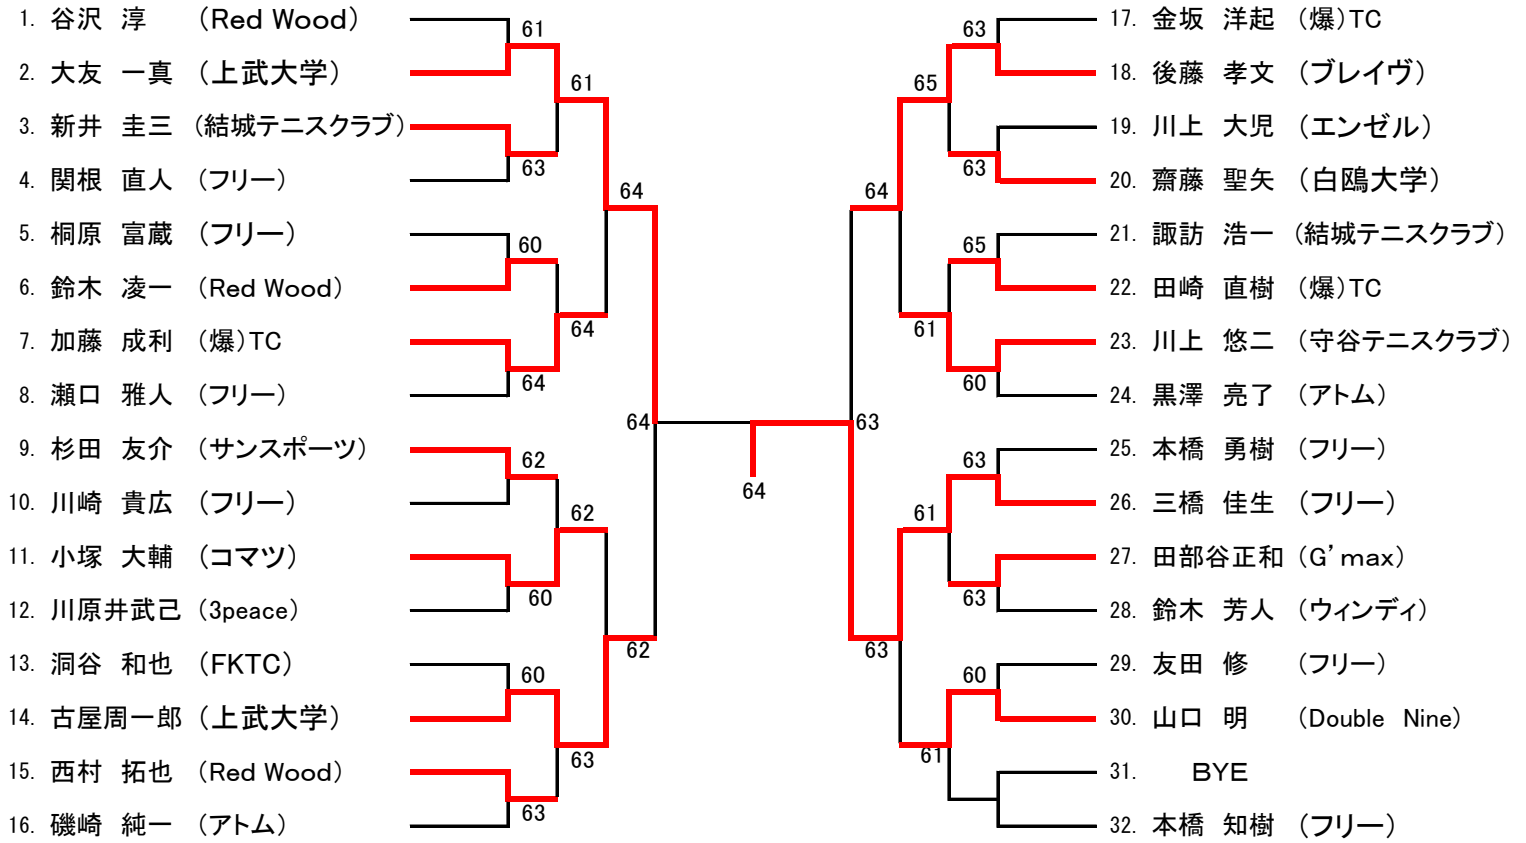 1. 谷沢 淳 (Red Wood)
2. 大友 一真 (上武大学)
3. 新井 圭三 (結城テニスクラブ)
4. 関根 直人 (フリー)
5. 桐原 富蔵 (フリー)
6. 鈴木 凌一 (Red Wood)
7. 加藤 成利 (爆)TC
8. 瀬口 雅人 (フリー)
9. 杉田 友介 (サンスポーツ)
10. 川崎 貴広 (フリー)
11. 小塚 大輔 (コマツ)
12. 川原井武己 (3peace)
13. 洞谷 和也 (FKTC)
14. 古屋周一郎 (上武大学)
15. 西村 拓也 (Red Wood)
16. 磯崎 純一 (アトム)
61
63
60
64
62
60
60
63
61
64
62
63
64
62
64
64
63
64
63
65
61
61
61
63
63
65
60
63
63
60
17. 金坂 洋起 (爆)TC
18. 後藤 孝文 (ブレイヴ)
19. 川上 大児 (エンゼル)
20. 齋藤 聖矢 (白鴎大学)
21. 諏訪 浩一 (結城テニスクラブ)
22. 田崎 直樹 (爆)TC
23. 川上 悠二 (守谷テニスクラブ)
24. 黒澤 亮了 (アトム)
25. 本橋 勇樹 (フリー)
26. 三橋 佳生 (フリー)
27. 田部谷正和 (G'max)
28. 鈴木 芳人 (ウィンディ)
29. 友田 修 (フリー)
30. 山口 明 (Double Nine)
31. BYE
32. 本橋 知樹 (フリー)